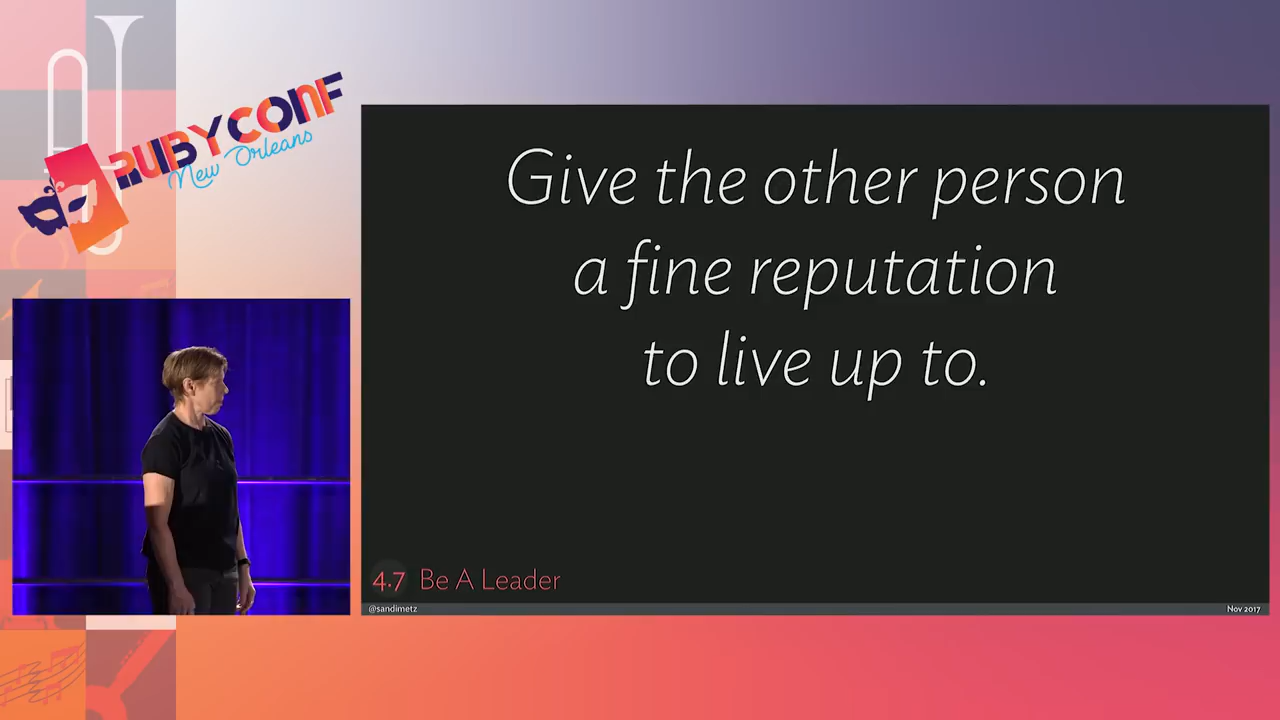 RUBYCONF
New Orleans
Give the other person
a fine reputation
to live up to.
4.7 Be A Leader
@sandimetz
Nov 2017